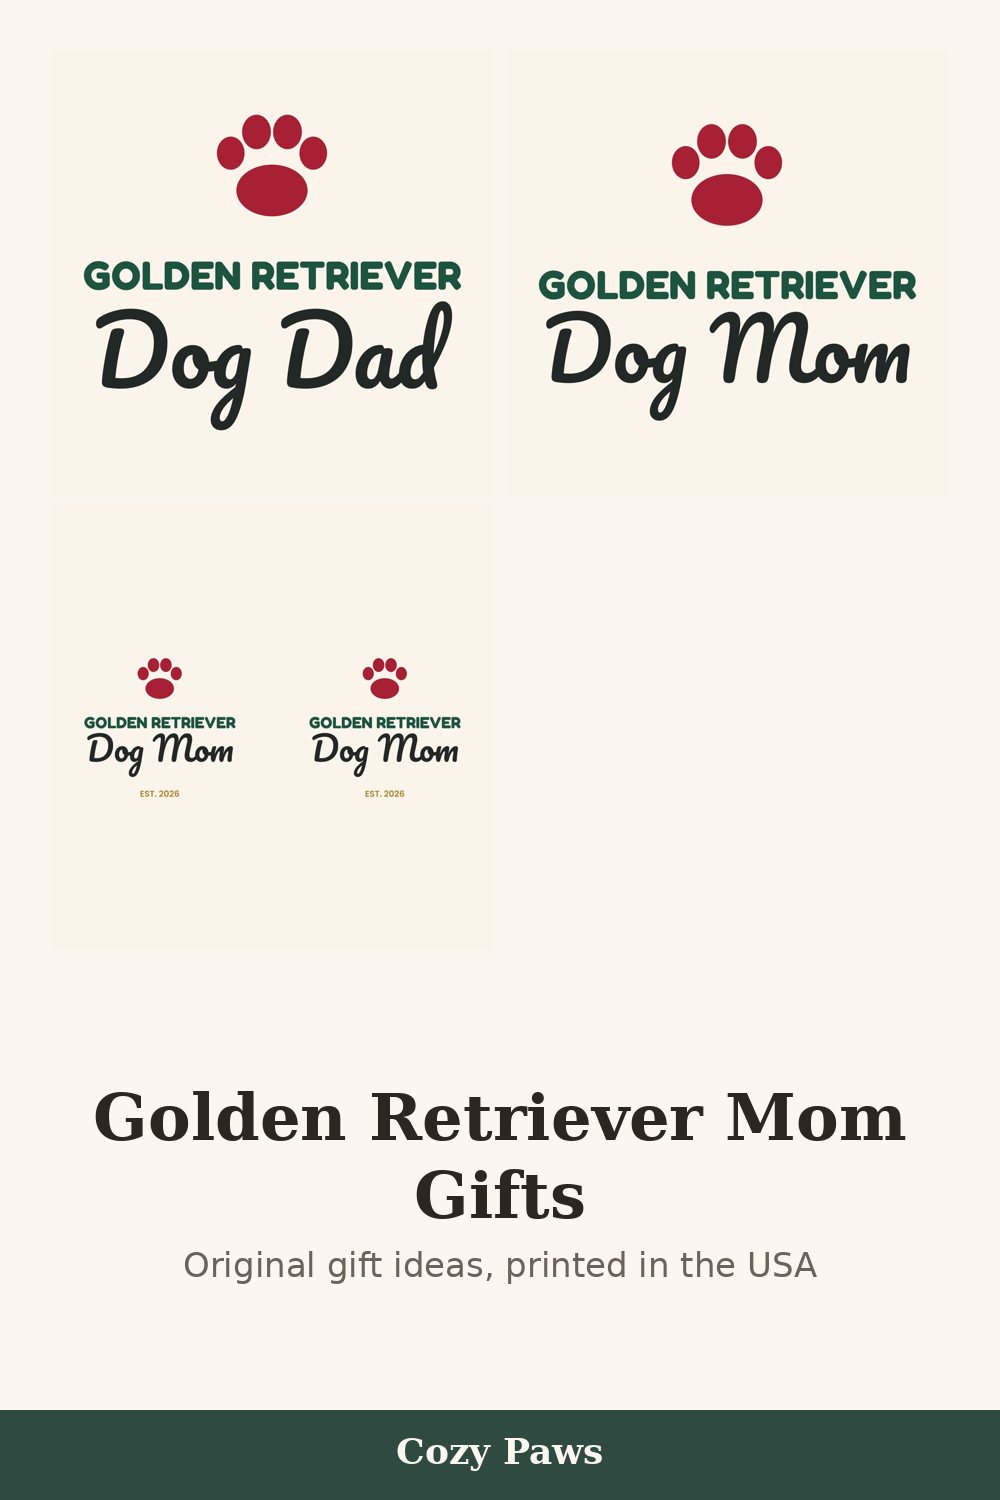 GOLDEN RETRIEVER
Dog Dad
GOLDEN RETRIEVER
Dog Mom
GOLDEN RETRIEVER
Dog Mom
EST. 2026
GOLDEN RETRIEVER
Dog Mom
EST. 2026
Golden Retriever Mom
Gifts
Original gift ideas, printed in the USA
Cozy Paws